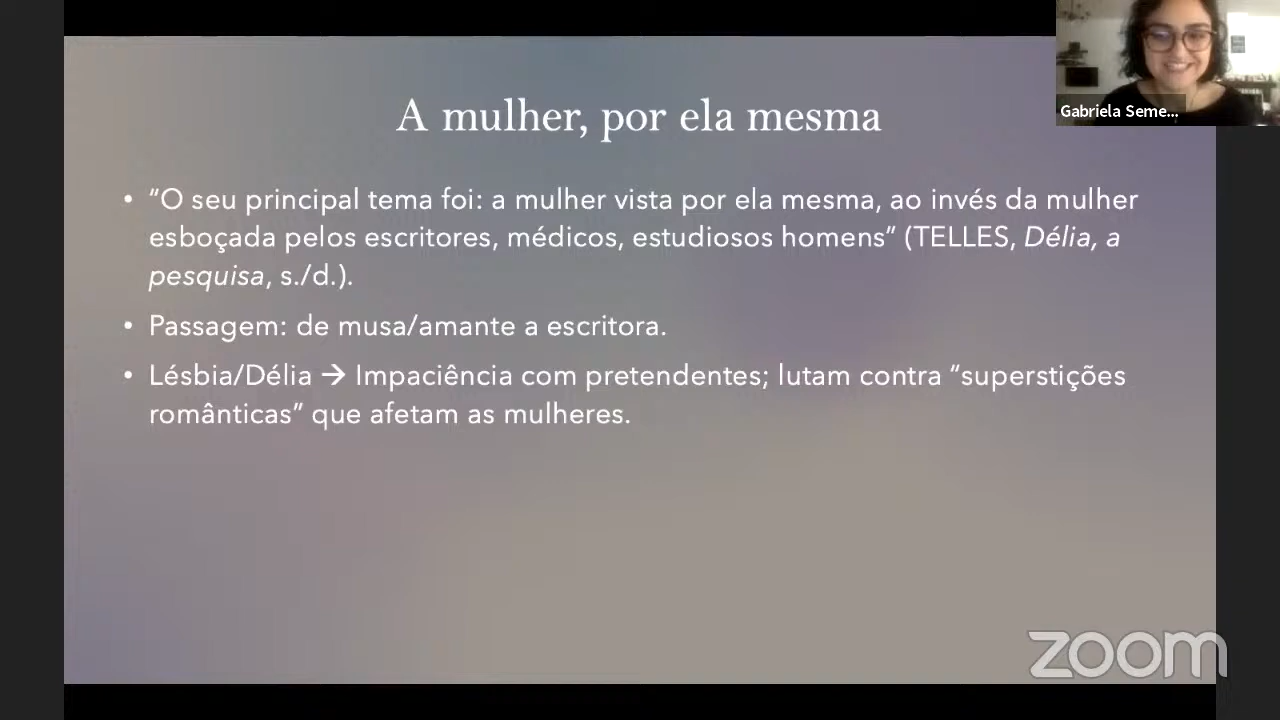 A mulher, por ela mesma
Gabriela Seme...
• “O seu principal tema foi: a mulher vista por ela mesma, ao invés da mulher
esboçada pelos escritores, médicos, estudiosos homens” (TELLES, Délia, a
pesquisa, s./d.).
• Passagem: de musa/amante a escritora.
• Lésbia/Délia → Impaciência com pretendentes; lutam contra “superstições
românticas” que afetam as mulheres.
zoom